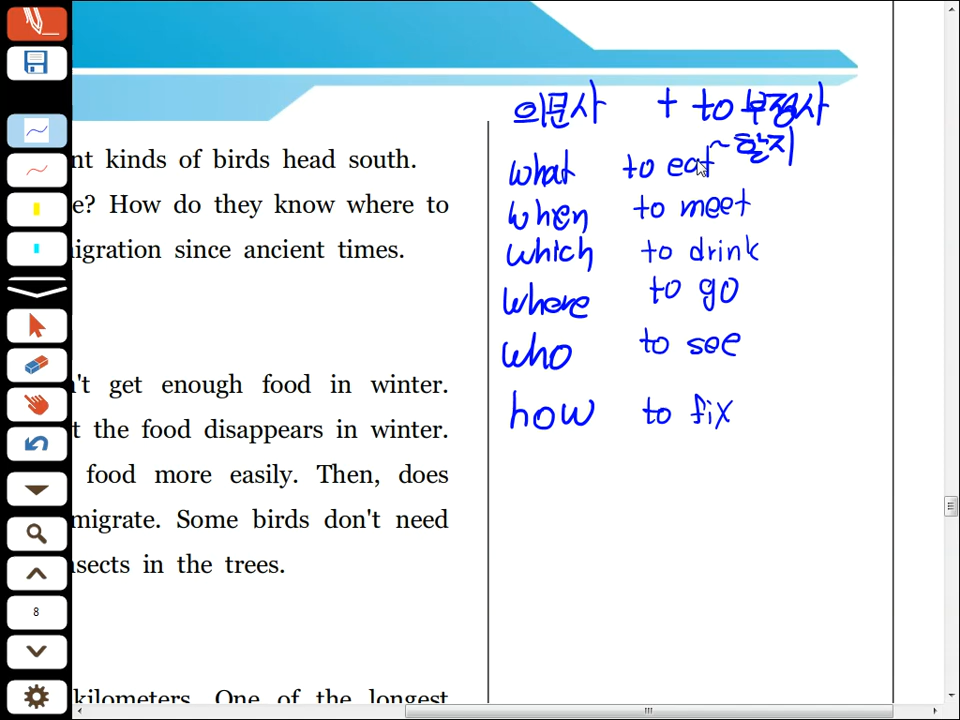 의문사 + to 부정사
~할지
what to eat
nt kinds of birds head south.
when to meet
e? How do they know where to
which to drink
igration since ancient times.
where to go
who to see
n't get enough food in winter.
how to fix
t the food disappears in winter.
food more easily. Then, does
migrate. Some birds don't need
nsects in the trees.
8
kilometers. One of the longest